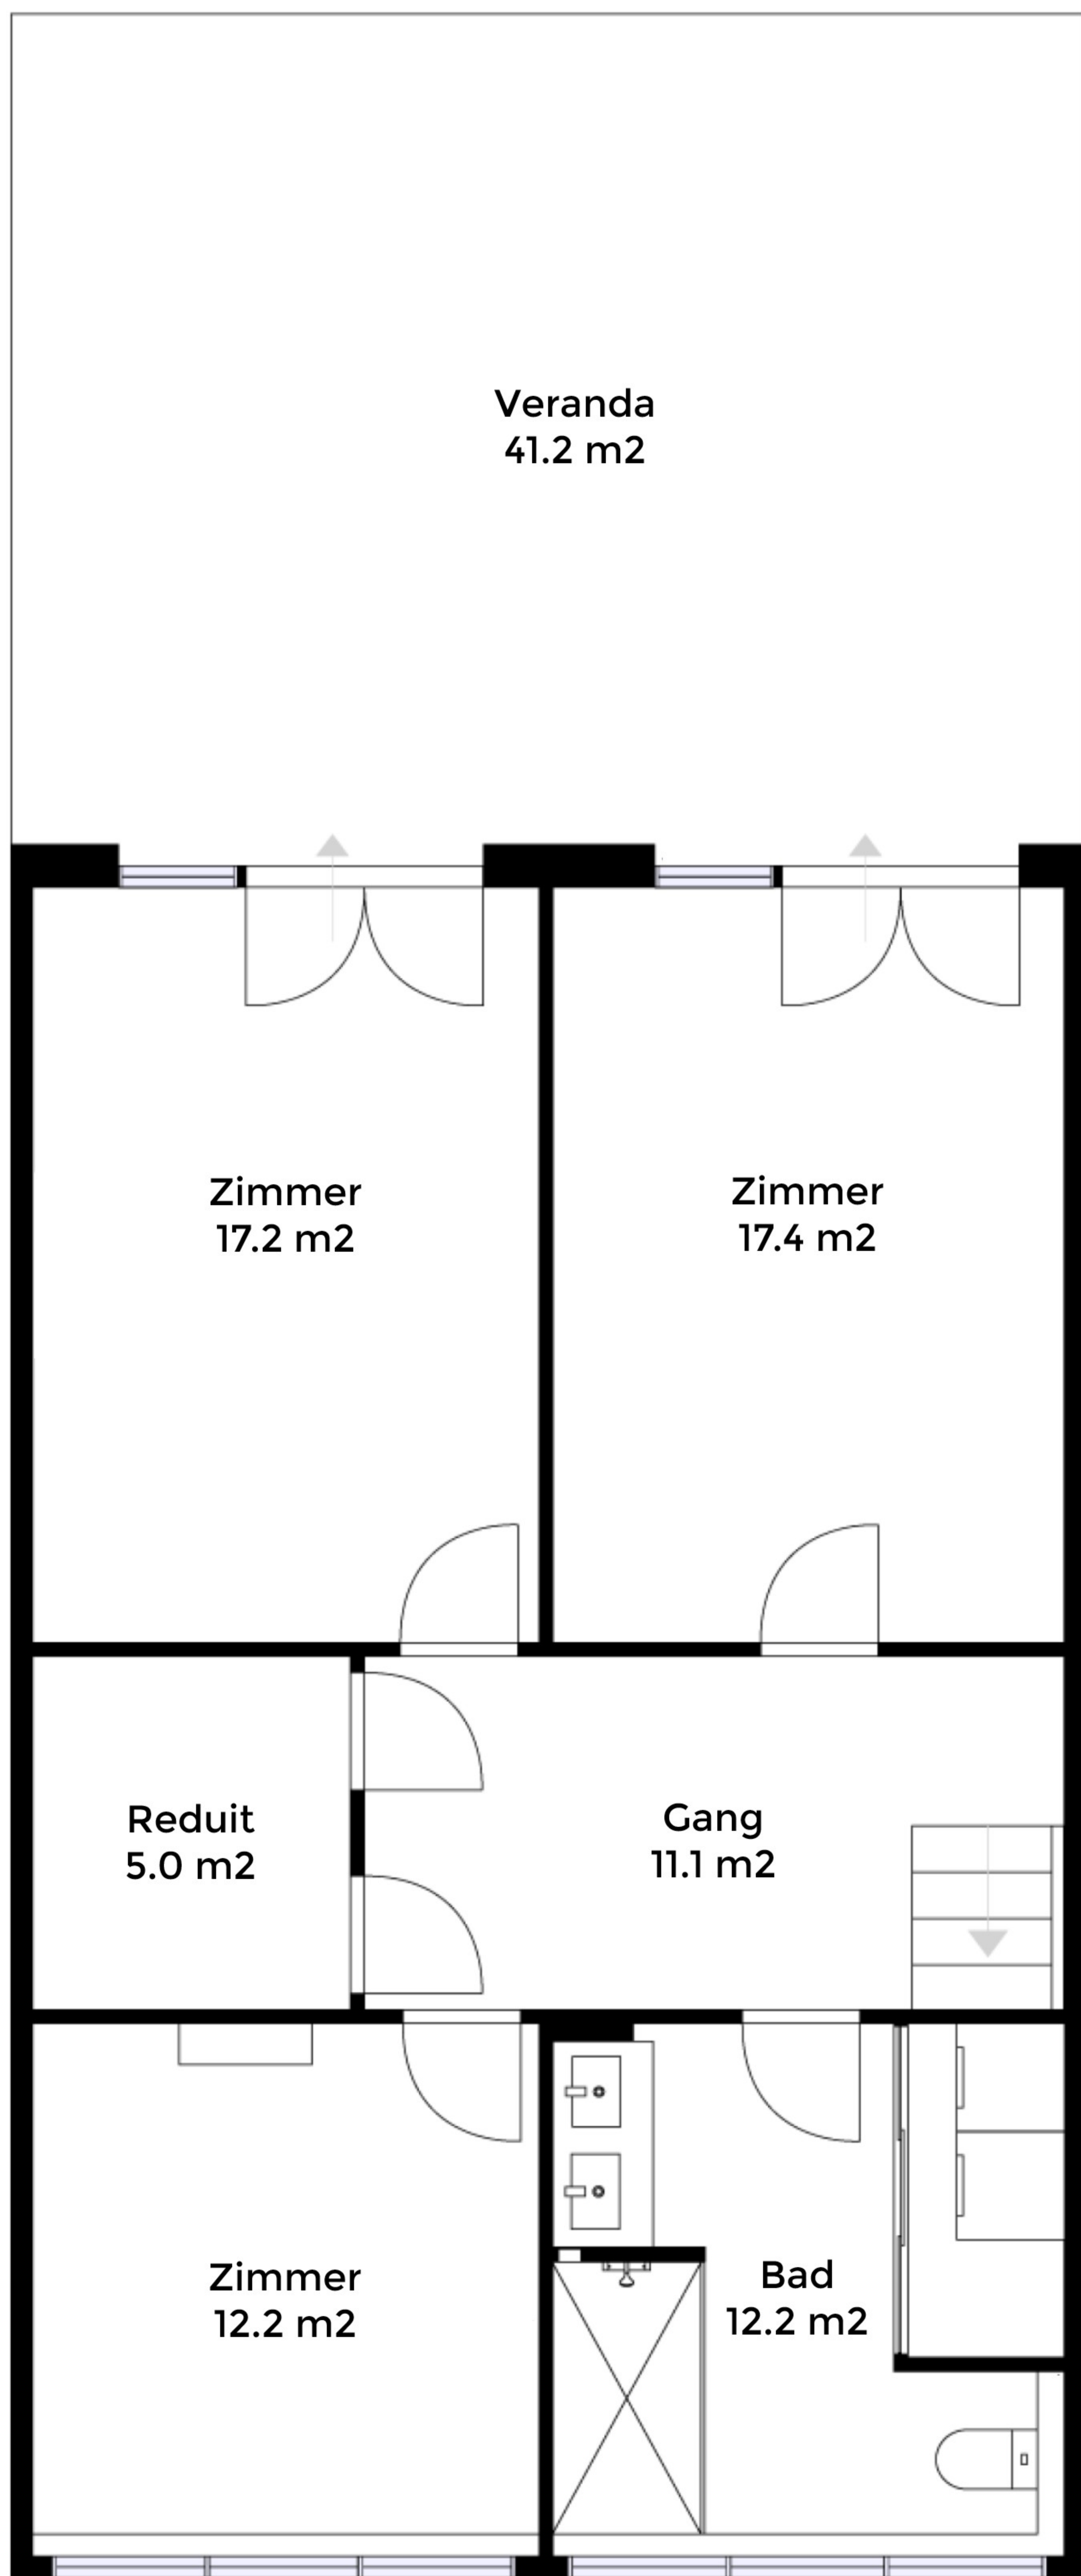 Veranda
41.2 m2
Zimmer
17.2 m2
Zimmer
17.4 m2
Reduit
5.0 m2
Gang
11.1 m2
Zimmer
12.2 m2
Bad
12.2 m2